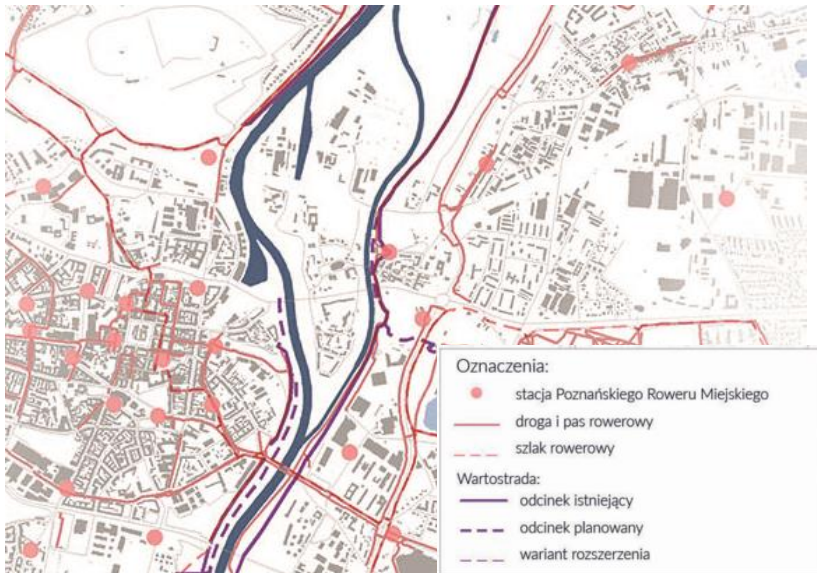 Oznaczenia:
stacja Poznańskiego Roweru Miejskiego
droga i pas rowerowy
szlak rowerowy
Wartostrada:
odcinek istniejący
odcinek planowany
wariant rozszerzenia